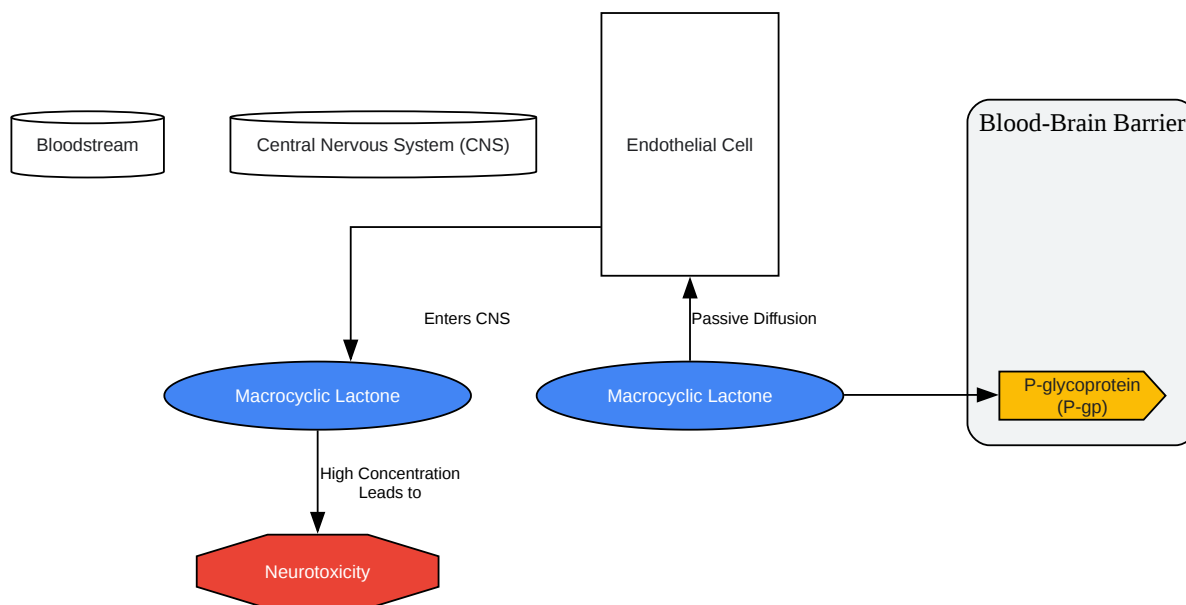 Blood-Brain Barrier
Bloodstream
Central Nervous System (CNS)
Endothelial Cell
Enters CNS
Passive Diffusion
Macrocyclic Lactone
Macrocyclic Lactone
P-glycoprotein
(P-gp)
High Concentration
Leads to
Neurotoxicity